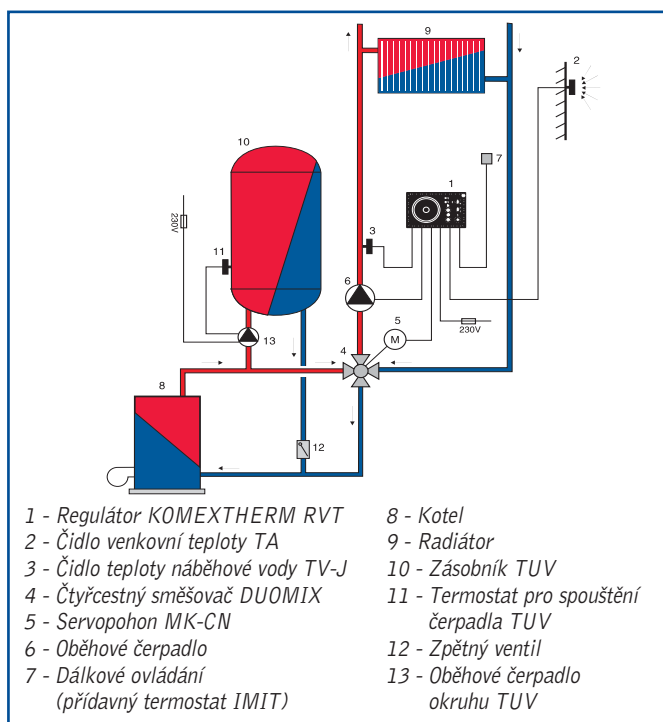 9
2
10
7
1
230V
3
11
6
5
230V
M
13
4
8
12
1 - Regulátor KOMEXTHERM RVT
2 - Čidlo venkovní teploty TA
3 - Čidlo teploty náběhové vody TV-J
4 - Čtyřcestný směšovač DUOMIX
5 - Servopohon MK-CN
6 - Oběhové čerpadlo
7 - Dálkové ovládání
(přídavný termostat IMIT)
8 - Kotel
9 - Radiátor
10 - Zásobník TUV
11 - Termostat pro spouštění
čerpadla TUV
12 - Zpětný ventil
13 - Oběhové čerpadlo
okruhu TUV